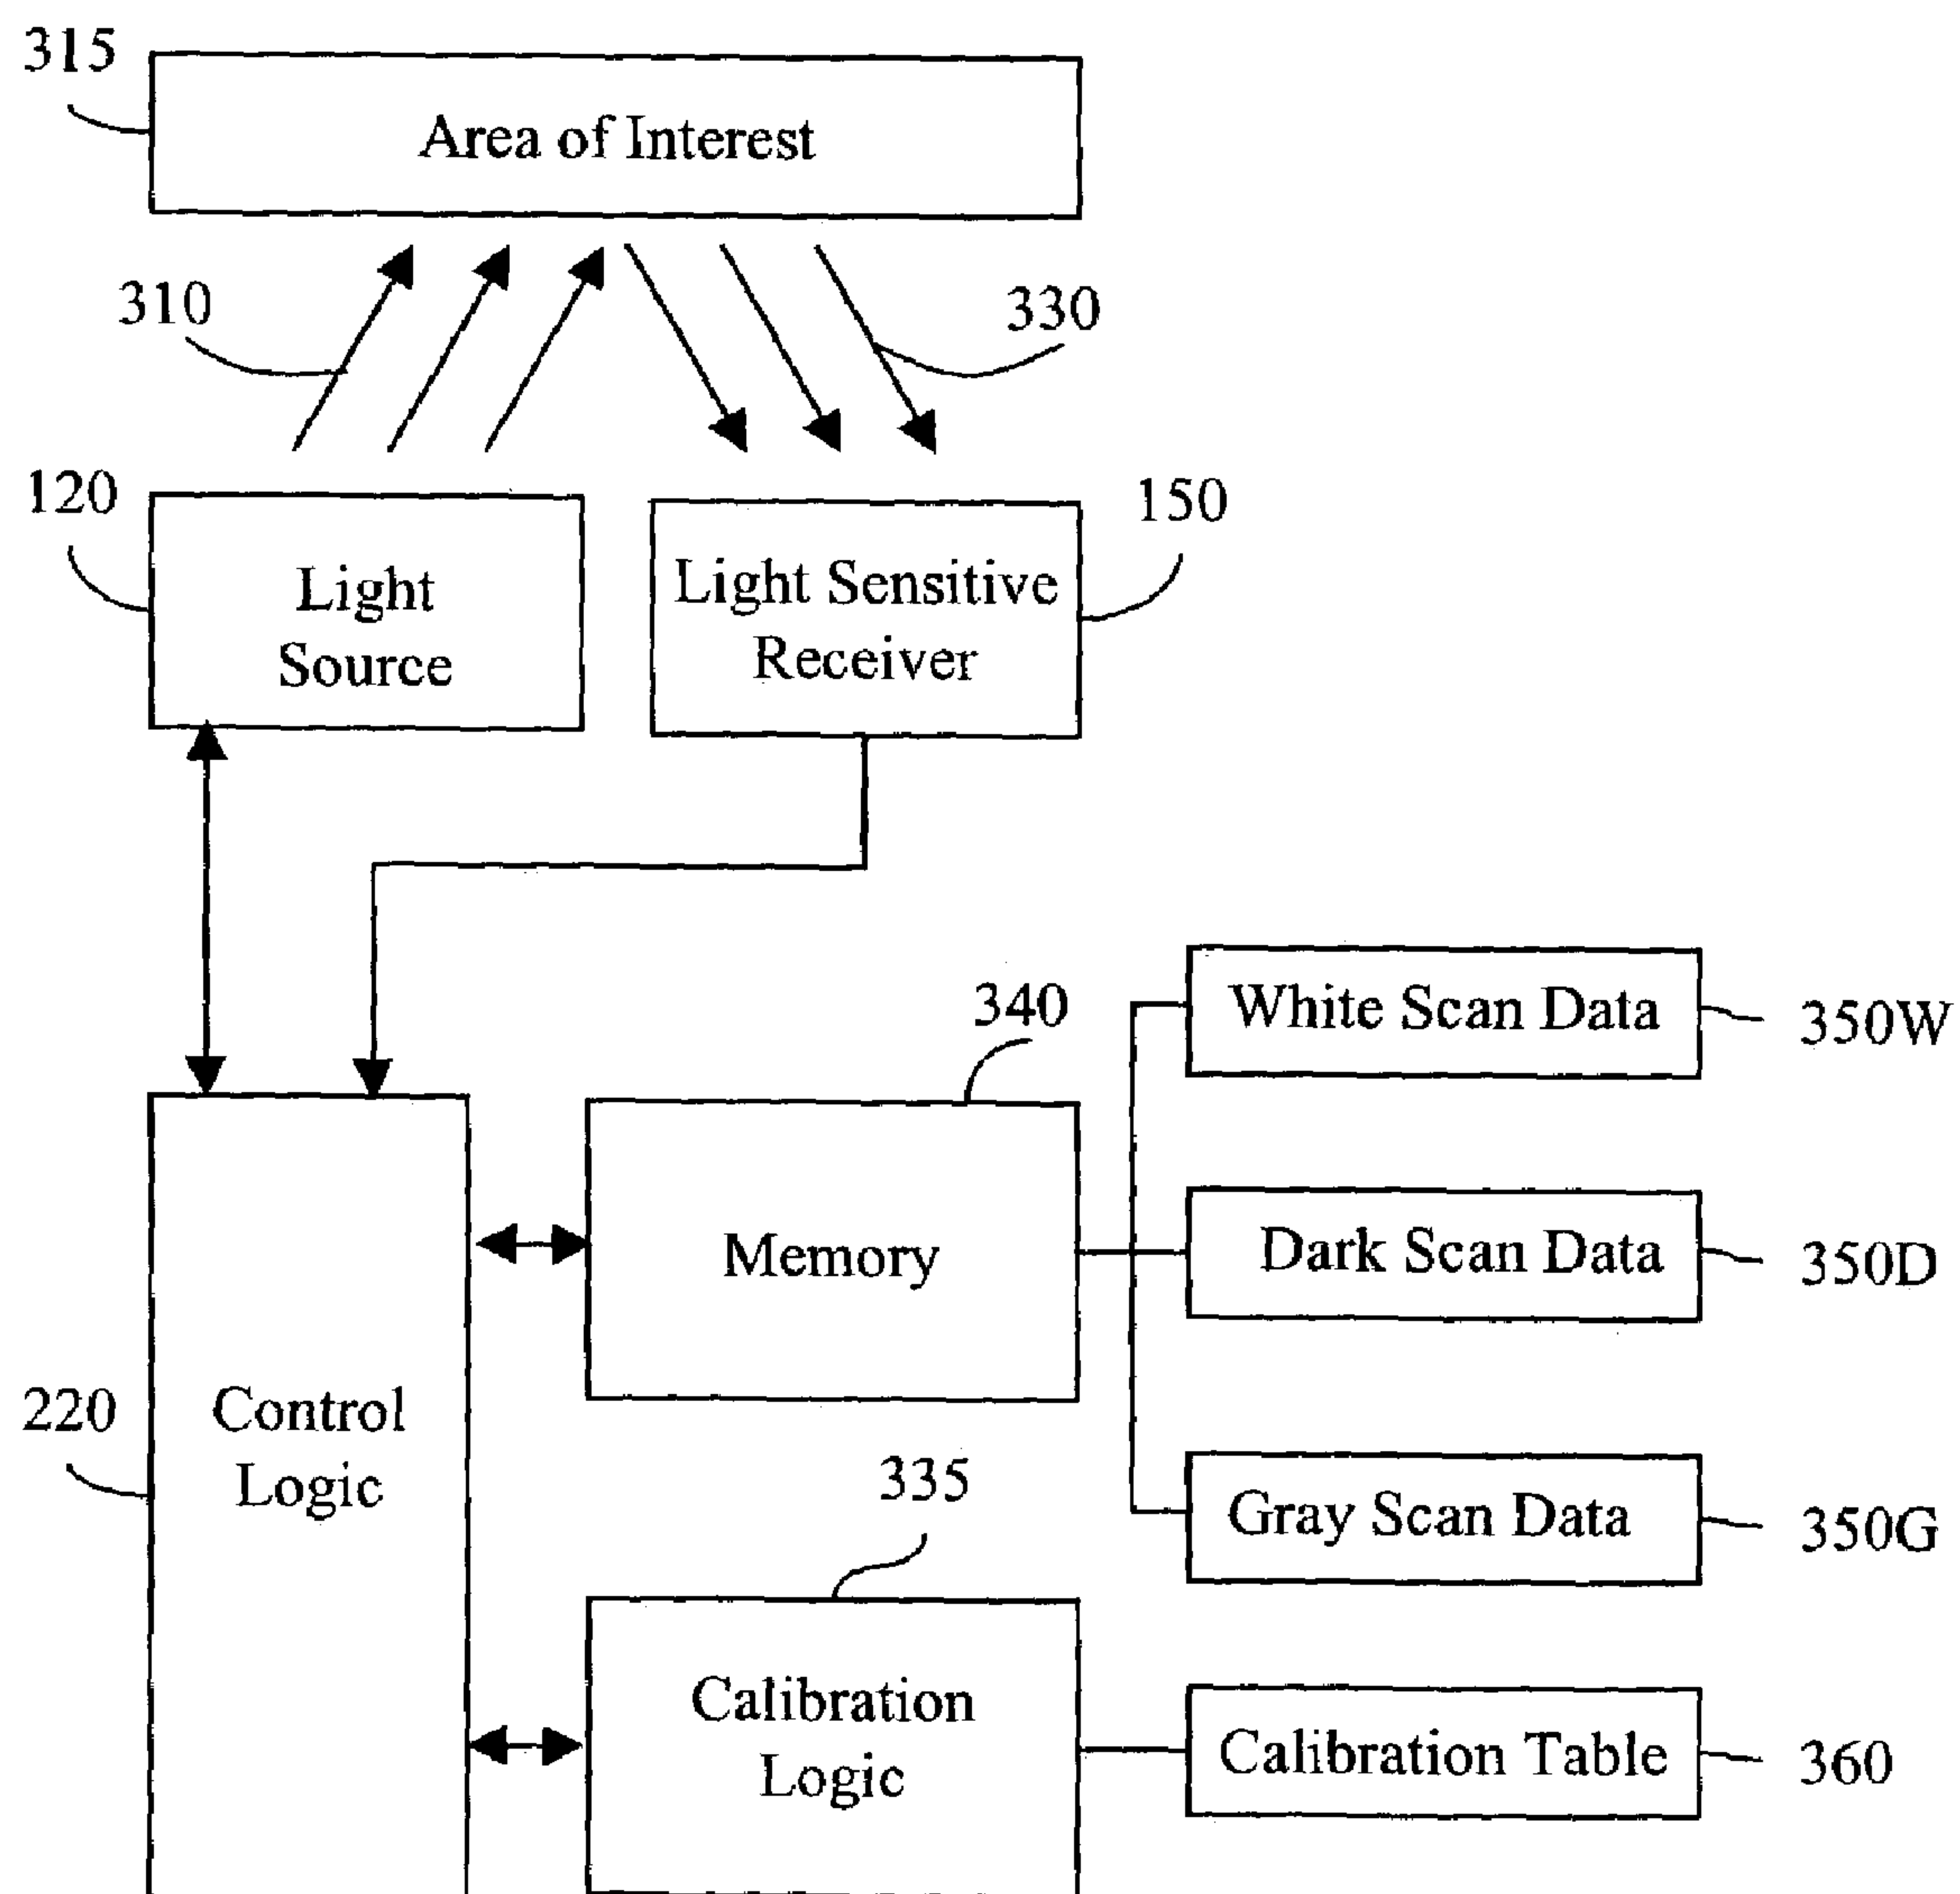 315
Area of Interest
310
330
120
150
Light
Source
Light Sensitive
Receiver
340
White Scan Data
350W
Memory
Dark Scan Data
350D
220
Control
Logic
335
Gray Scan Data
350G
Calibration
Logic
Calibration Table
360